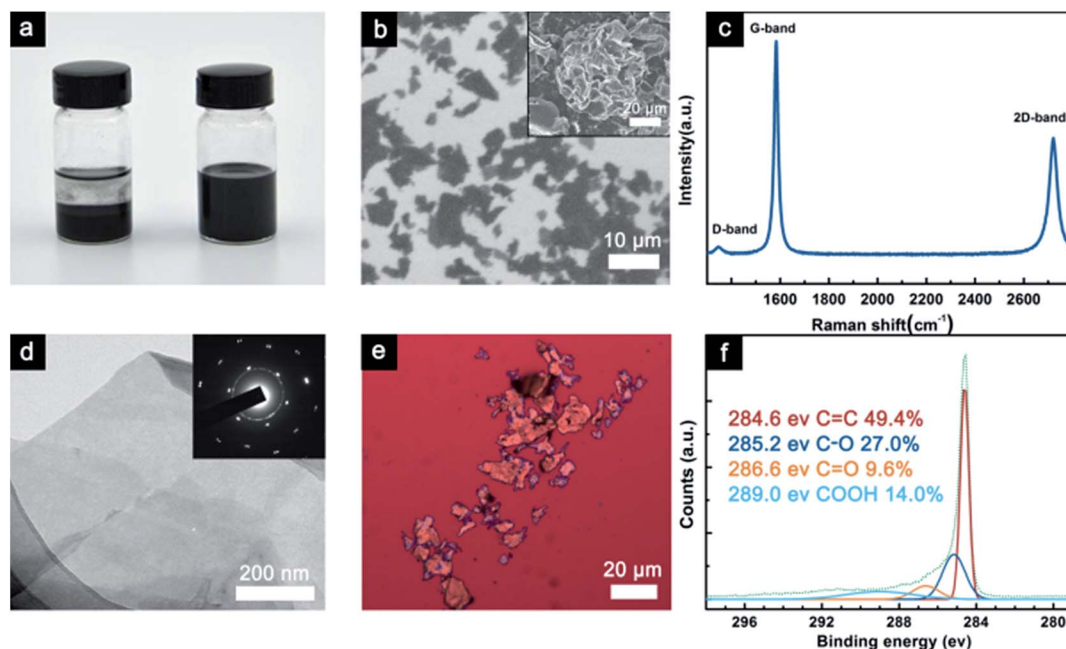 a
b
20 μm
10 μm
c
G-band
2D-band
D-band
Intensity(a.u.)
1600 1800 2000 2200 2400 2600
Raman shift(cm⁻¹)
d
200 nm
e
20 μm
f
284.6 ev C=C 49.4%
285.2 ev C-O 27.0%
286.6 ev C=O 9.6%
289.0 ev COOH 14.0%
Counts (a.u.)
296 292 288 284 280
Binding energy (ev)